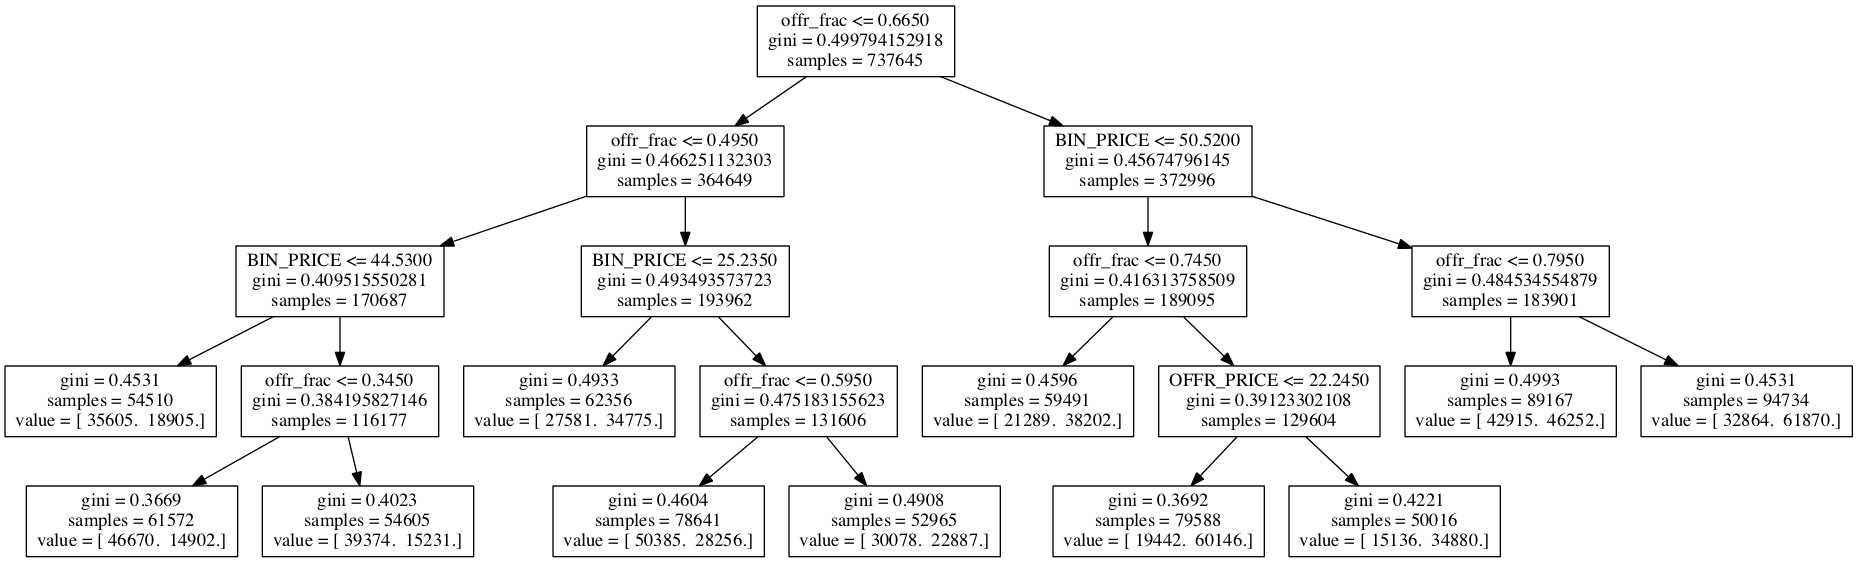 offr_frac <= 0.6650
gini = 0.499794152918
samples = 737645
offr_frac <= 0.4950
gini = 0.466251132303
samples = 364649
BIN_PRICE <= 50.5200
gini = 0.45674796145
samples = 372996
BIN_PRICE <= 44.5300
gini = 0.409515550281
samples = 170687
BIN_PRICE <= 25.2350
gini = 0.493493573723
samples = 193962
offr_frac <= 0.7450
gini = 0.416313758509
samples = 189095
offr_frac <= 0.7950
gini = 0.484534554879
samples = 183901
gini = 0.4531
samples = 54510
value = [ 35605.  18905.]
offr_frac <= 0.3450
gini = 0.384195827146
samples = 116177
gini = 0.4933
samples = 62356
value = [ 27581.  34775.]
offr_frac <= 0.5950
gini = 0.475183155623
samples = 131606
gini = 0.4596
samples = 59491
value = [ 21289.  38202.]
OFFR_PRICE <= 22.2450
gini = 0.39123302108
samples = 129604
gini = 0.4993
samples = 89167
value = [ 42915.  46252.]
gini = 0.4531
samples = 94734
value = [ 32864.  61870.]
gini = 0.3669
samples = 61572
value = [ 46670.  14902.]
gini = 0.4023
samples = 54605
value = [ 39374.  15231.]
gini = 0.4604
samples = 78641
value = [ 50385.  28256.]
gini = 0.4908
samples = 52965
value = [ 30078.  22887.]
gini = 0.3692
samples = 79588
value = [ 19442.  60146.]
gini = 0.4221
samples = 50016
value = [ 15136.  34880.]